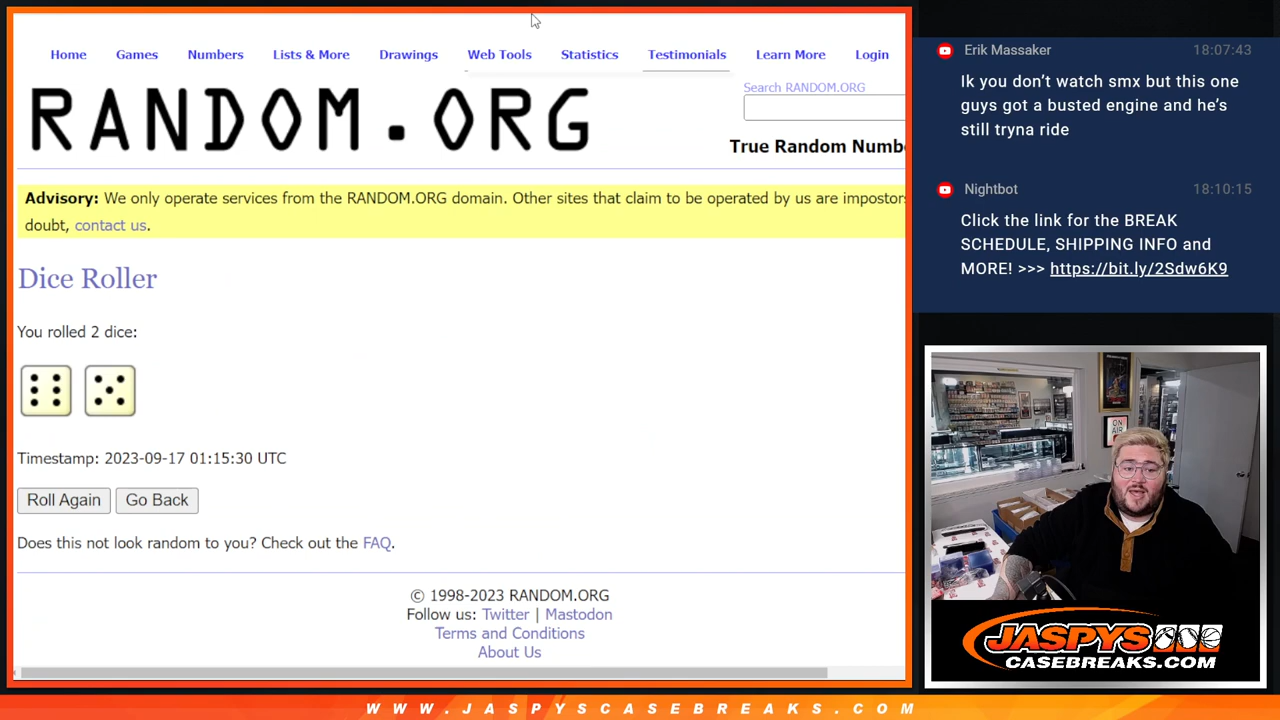 Home Games Numbers Lists & More Drawings Web Tools Statistics Testimonials Learn More Login
Search RANDOM.ORG
RANDOM.ORG
True Random Numbe
Advisory: We only operate services from the RANDOM.ORG domain. Other sites that claim to be operated by us are impostors
doubt, contact us.
Dice Roller
You rolled 2 dice:
Timestamp: 2023-09-17 01:15:30 UTC
Roll Again Go Back
Does this not look random to you? Check out the FAQ.
© 1998-2023 RANDOM.ORG
Follow us: Twitter | Mastodon
Terms and Conditions
About Us
Erik Massaker 18:07:43
Ik you don't watch smx but this one
guys got a busted engine and he's
still tryna ride
Nightbot 18:10:15
Click the link for the BREAK
SCHEDULE, SHIPPING INFO and
MORE! >>> https://bit.ly/2Sdw6K9
ON
AIR
JASPYS
CASEBREAKS.COM
WWW.JASPYSCASEBREAKS.COM